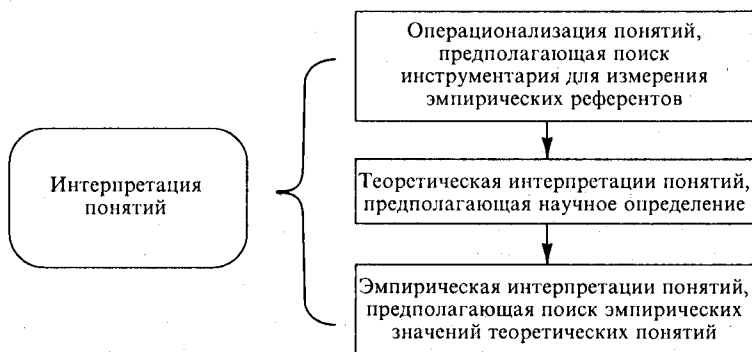 Интерпретация
понятий
Операционализация понятий,
предполагающая поиск
инструментария для измерения
эмпирических референтов
Теоретическая интерпретации понятий,
предполагающая научное определение
Эмпирическая интерпретации понятий,
предполагающая поиск эмпирических
значений теоретических понятий